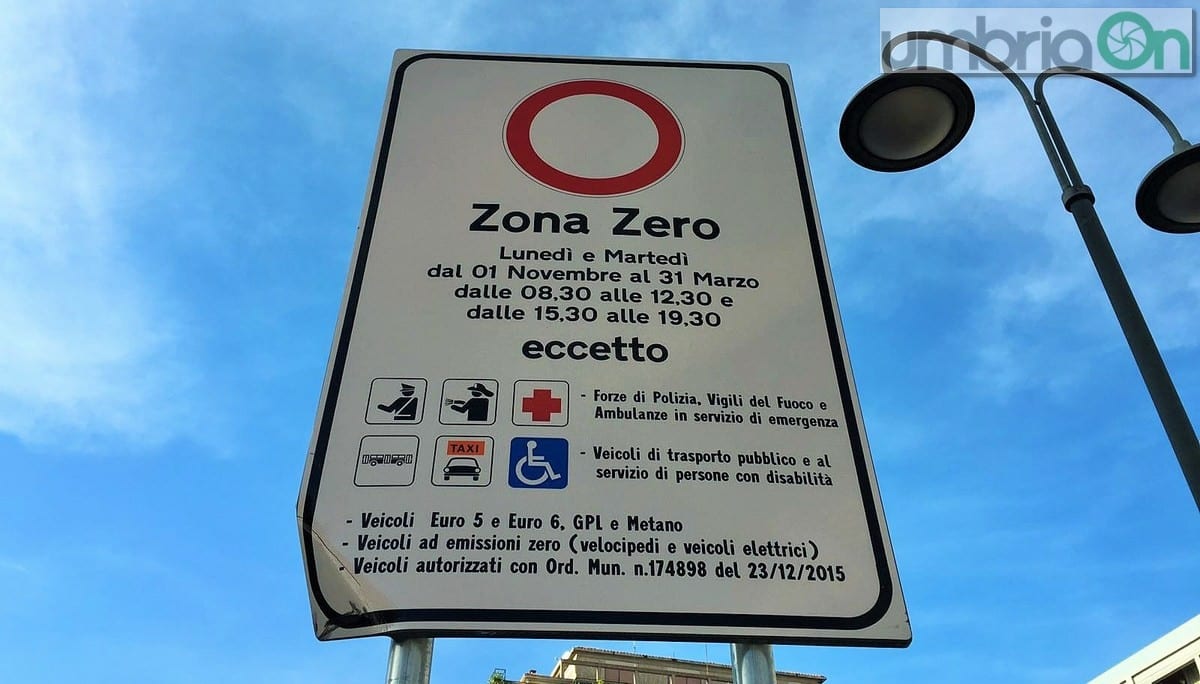 umbriaOn
Zona Zero
Lunedì e Martedì
dal 01 Novembre al 31 Marzo
dalle 08,30 alle 12,30 e
dalle 15,30 alle 19,30
eccetto
- Forze di Polizia, Vigili del Fuoco e
Ambulanze in servizio di emergenza
TAXI
- Veicoli di trasporto pubblico e al
servizio di persone con disabilità
- Veicoli Euro 5 e Euro 6, GPL e Metano
- Veicoli ad emissioni zero (velocipedi e veicoli elettrici)
Veicoli autorizzati con Ord. Mun. n.174898 del 23/12/2015